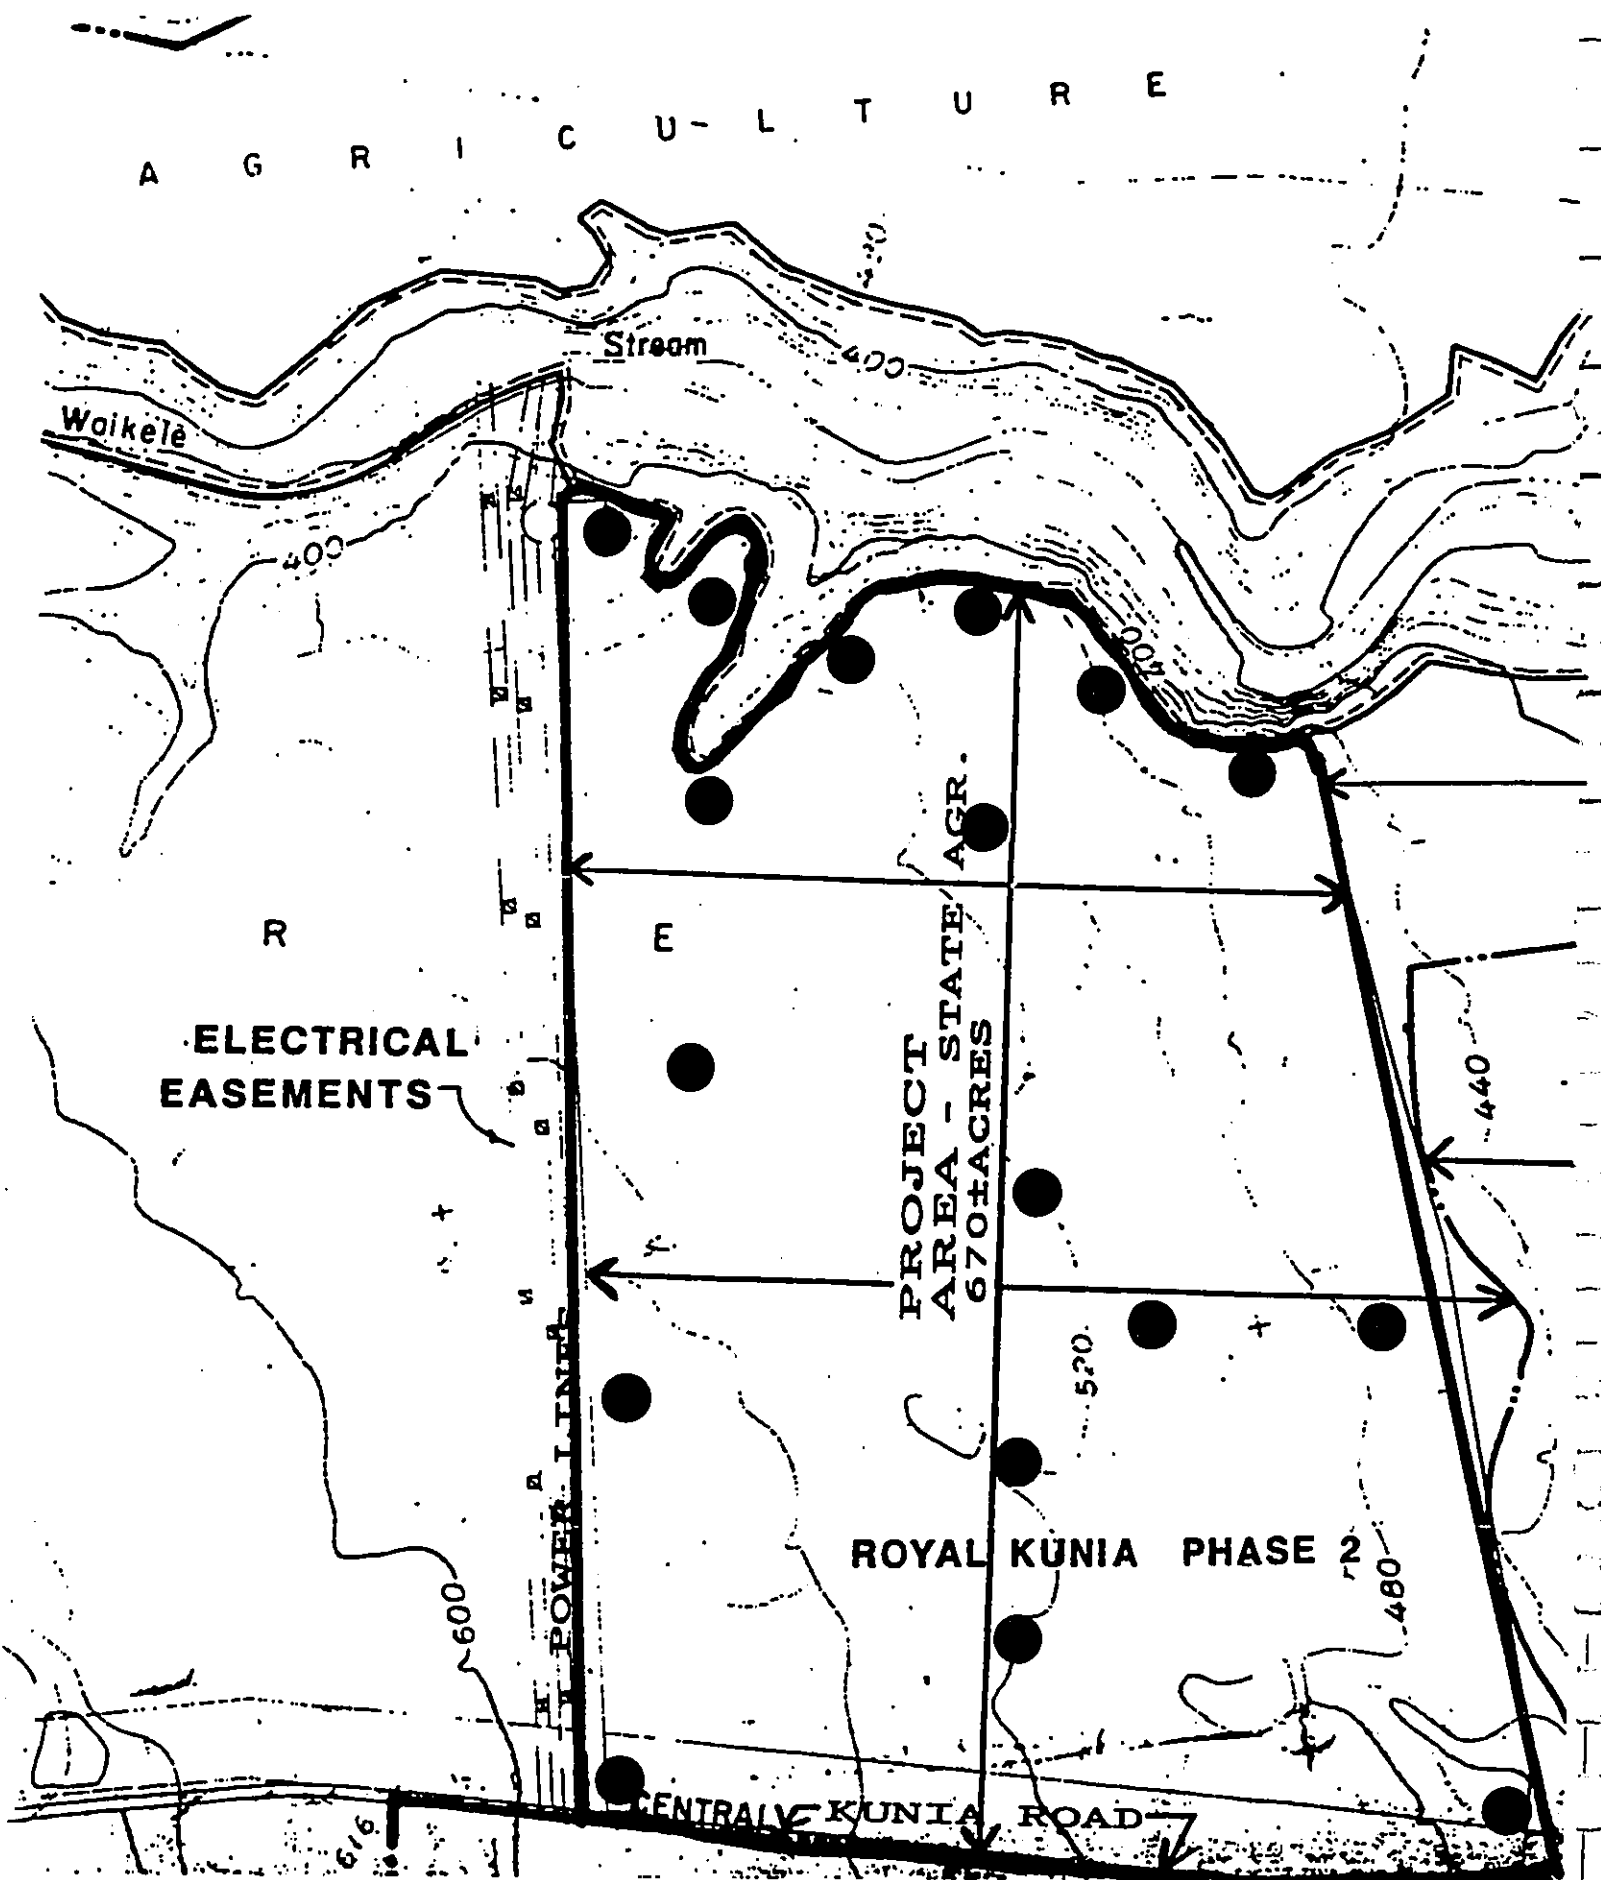 A G R I C U L T U R E
420
Stream
400
Waikele
400
400
R E
PROJECT
AREA - STATE AGR.
670±ACRES
ELECTRICAL
EASEMENTS
440
520
POWER LINE
ROYAL KUNIA PHASE 2
480
600
CENTRAL
KUNIA ROAD
616